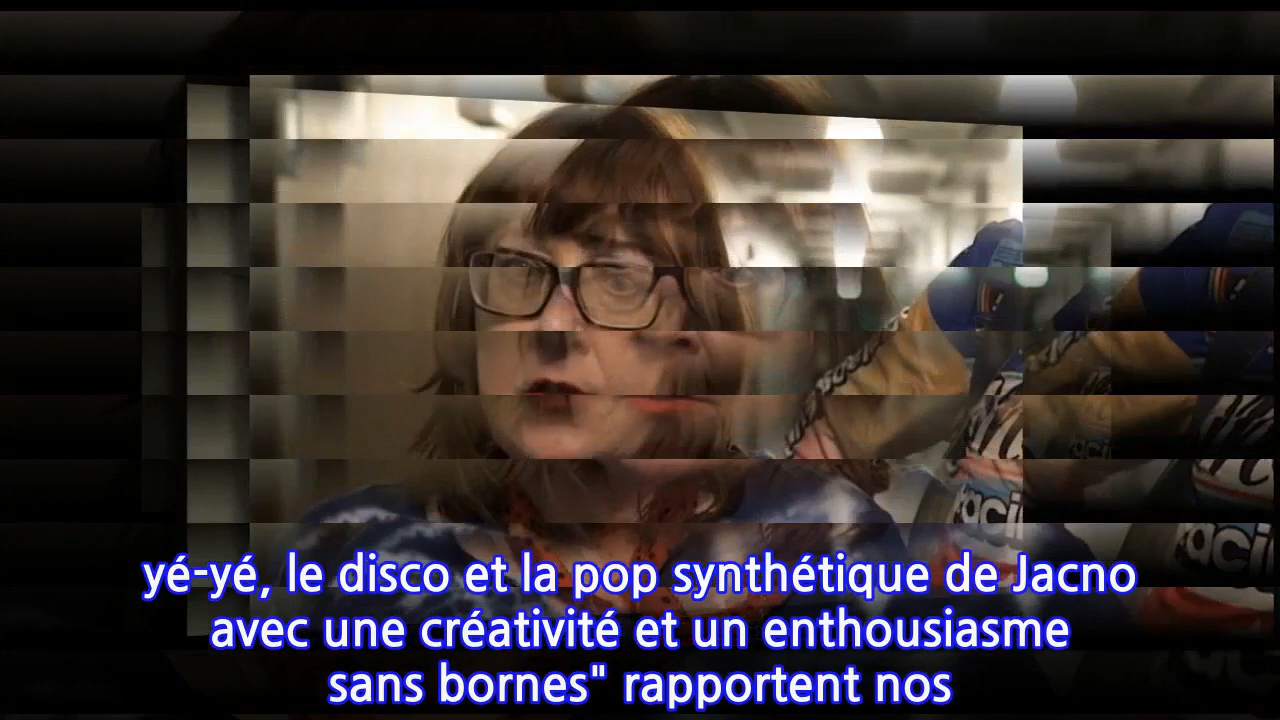 yé-yé, le disco et la pop synthétique de Jacno
avec une créativité et un enthousiasme
sans bornes" rapportent nos